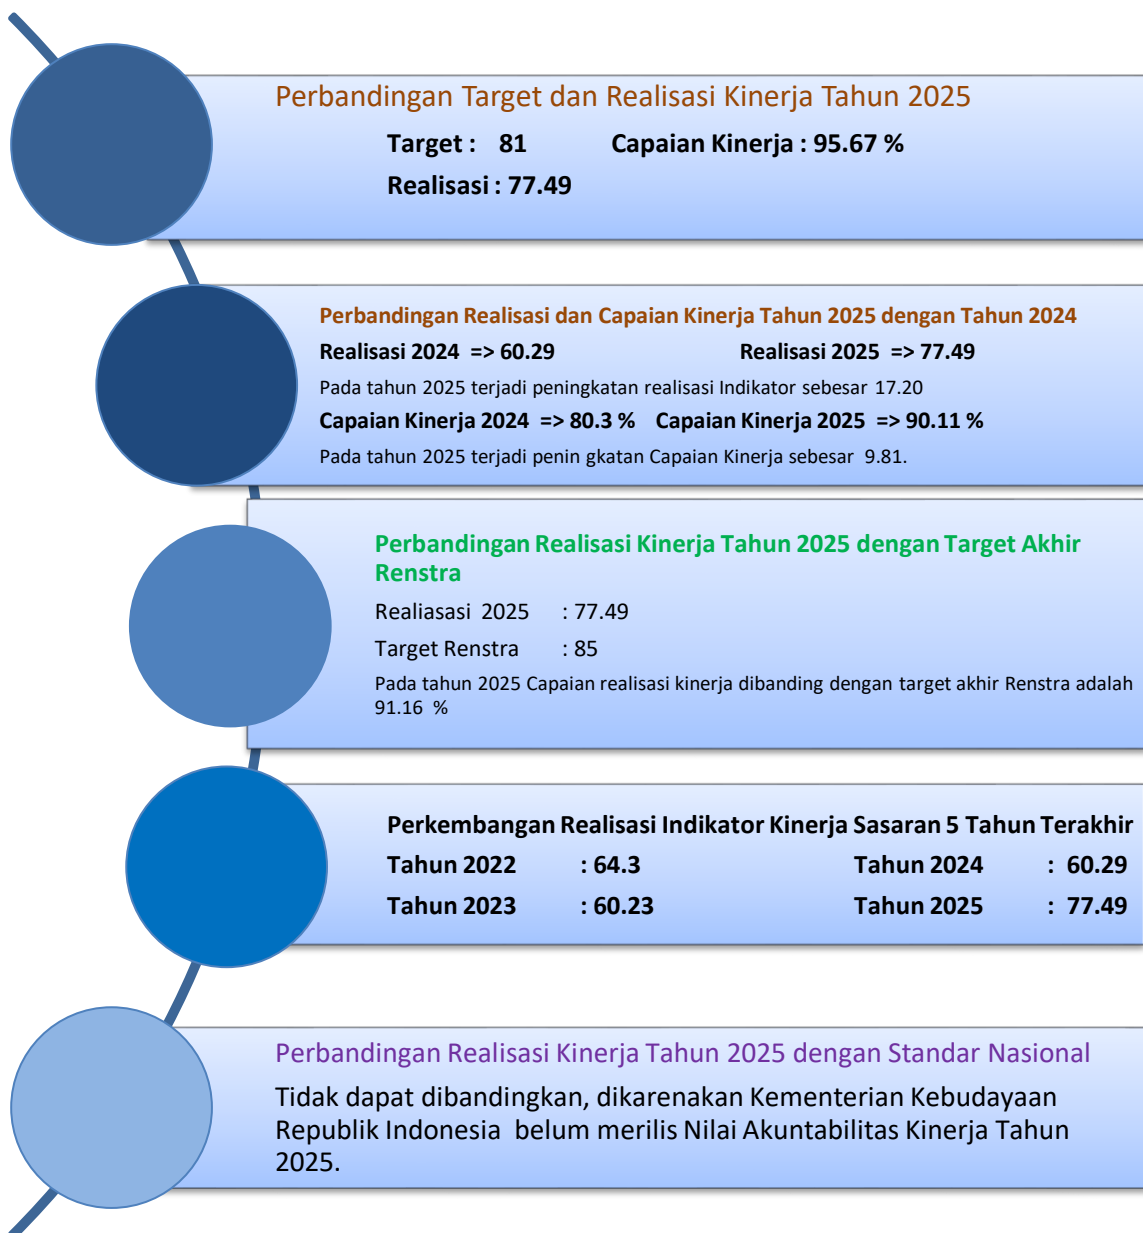 Perbandingan Target dan Realisasi Kinerja Tahun 2025
Target : 81 Capaian Kinerja : 95.67 %
Realisasi : 77.49
Perbandingan Realisasi dan Capaian Kinerja Tahun 2025 dengan Tahun 2024
Realisasi 2024 => 60.29 Realisasi 2025 => 77.49
Pada tahun 2025 terjadi peningkatan realisasi Indikator sebesar 17.20
Capaian Kinerja 2024 => 80.3 % Capaian Kinerja 2025 => 90.11 %
Pada tahun 2025 terjadi penin gkatan Capaian Kinerja sebesar 9.81.
Perbandingan Realisasi Kinerja Tahun 2025 dengan Target Akhir
Renstra
Realiasasi 2025 : 77.49
Target Renstra : 85
Pada tahun 2025 Capaian realisasi kinerja dibanding dengan target akhir Renstra adalah
91.16 %
Perkembangan Realisasi Indikator Kinerja Sasaran 5 Tahun Terakhir
Tahun 2022 : 64.3 Tahun 2024 : 60.29
Tahun 2023 : 60.23 Tahun 2025 : 77.49
Perbandingan Realisasi Kinerja Tahun 2025 dengan Standar Nasional
Tidak dapat dibandingkan, dikarenakan Kementerian Kebudayaan
Republik Indonesia belum merilis Nilai Akuntabilitas Kinerja Tahun
2025.